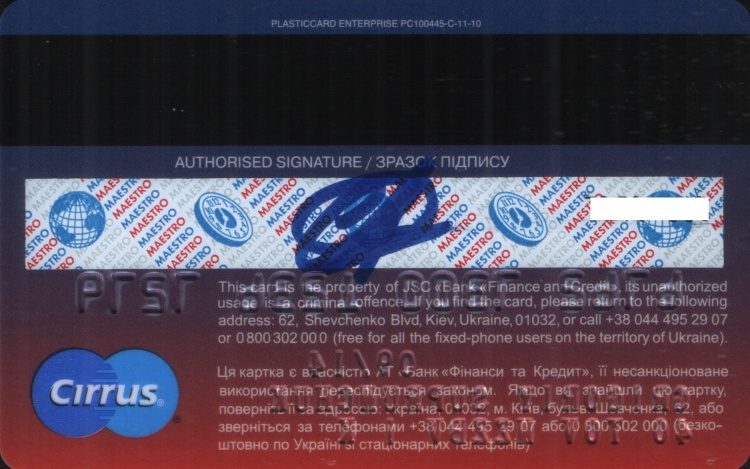 PLASTICCARD ENTERPRISE PC100445-C-11-10
AUTHORISED SIGNATURE / ЗРАЗОК ПІДПИСУ
MAESTRO
This card is the property of JSC «Bank «Finance and Credit», its unauthorized
usage is a criminal offence. If you find the card, please return to the following
address: 62, Shevchenko Blvd, Kiev, Ukraine, 01032, or call +38 044 495 29 07
or 0 800 302 000 (free for all the fixed-phone users on the territory of Ukraine).
Ця картка є власністю АТ «Банк «Фінанси та Кредит», її несанкціоноване
використання переслідується законом. Якщо ви знайшли цю картку,
поверніть її за адресою: Україна, 01032, м. Київ, бульв. Шевченка, 62, або
зверніться за телефонами +38 044 495 29 07 або 0 800 302 000 (безко-
штовно по Україні зі стаціонарних телефонів)
Cirrus